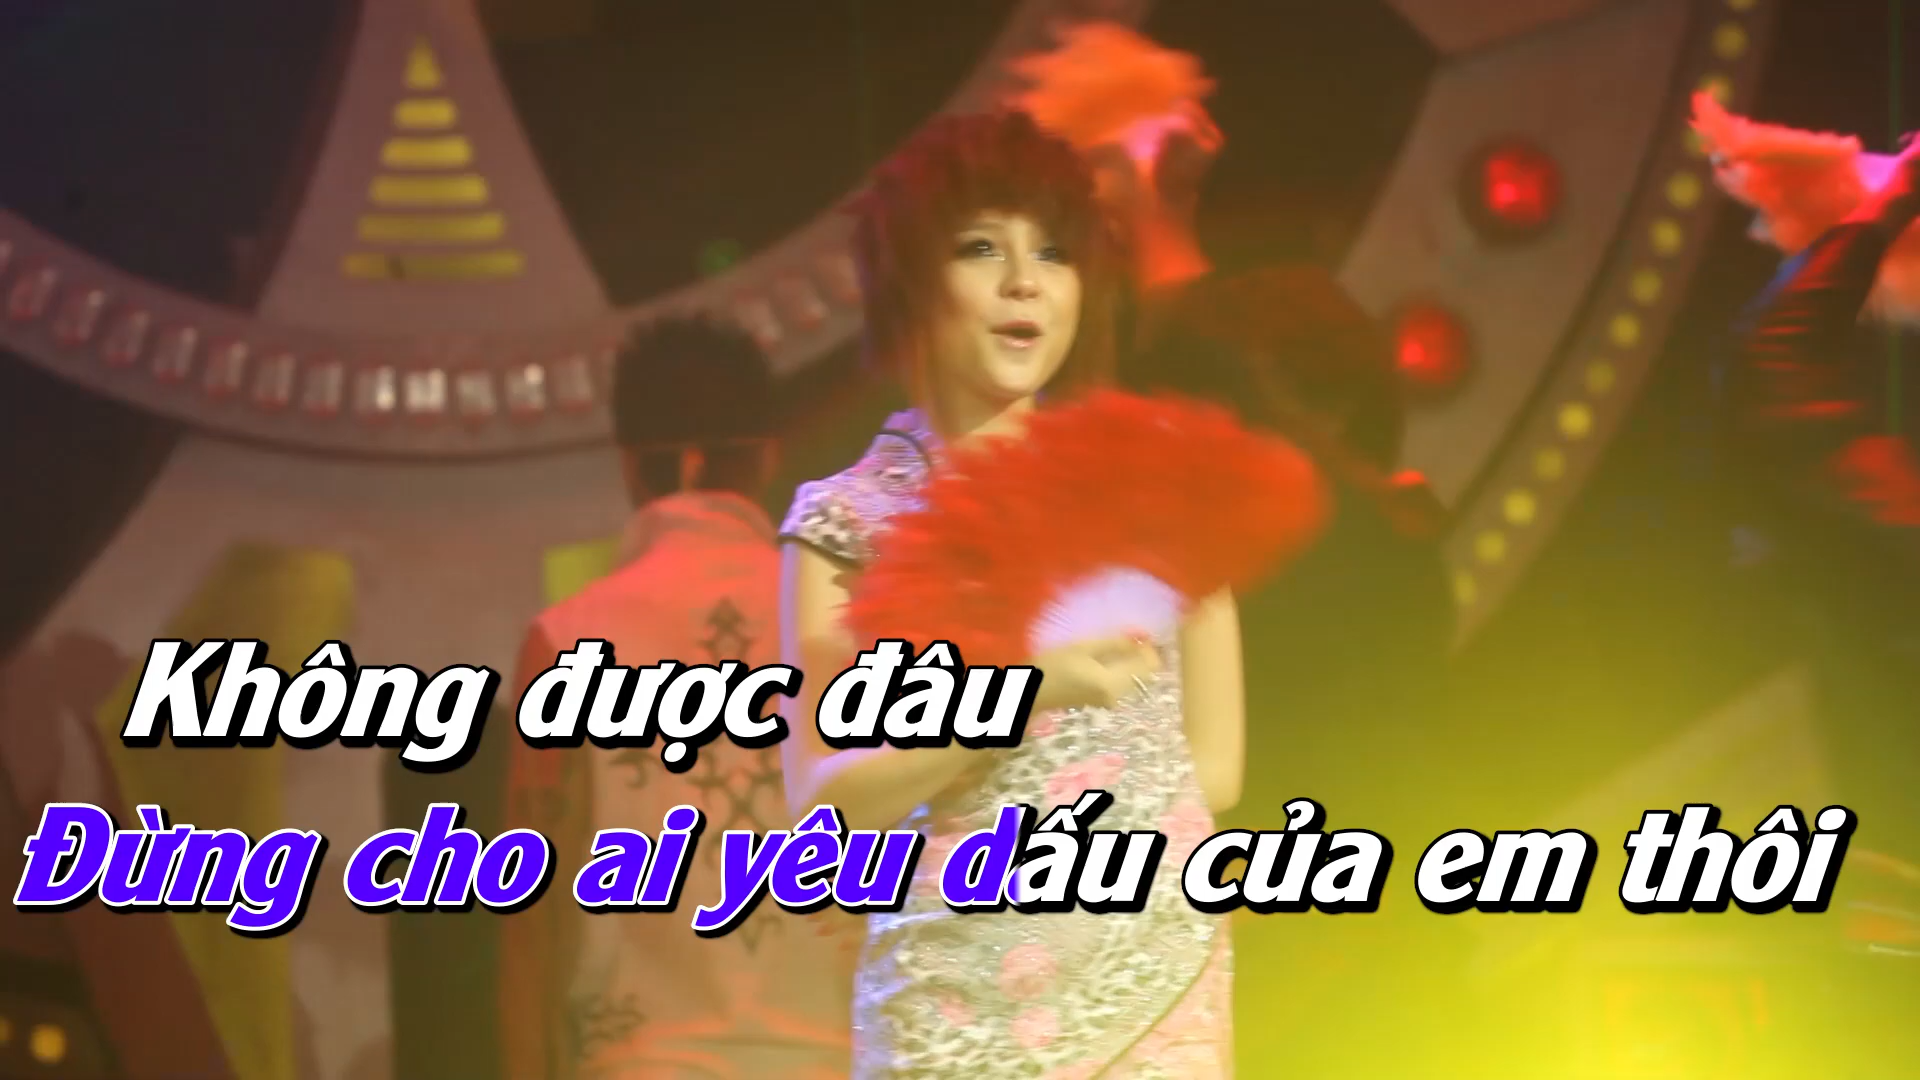 Không được đâu
Đừng cho ai yêu dấu của em thôi